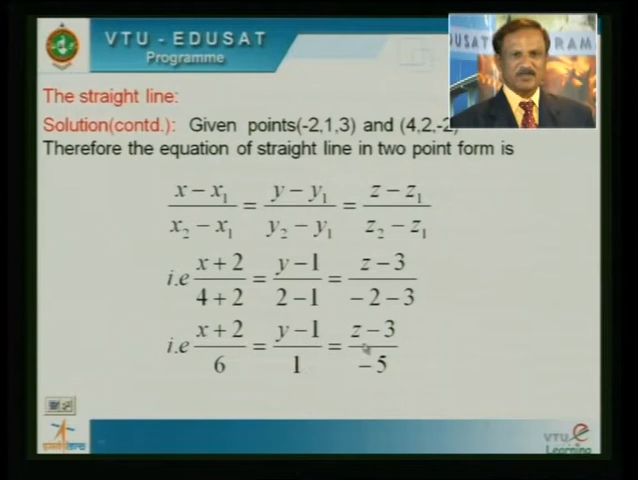 VTU - EDUSAT
Programme
DUSAT
RAM
The straight line:
Solution(contd.): Given points(-2,1,3) and (4,2,-2)
Therefore the equation of straight line in two point form is
(x − x₁)/(x₂ − x₁) = (y − y₁)/(y₂ − y₁) = (z − z₁)/(z₂ − z₁)
i.e (x + 2)/(4 + 2) = (y − 1)/(2 − 1) = (z − 3)/(− 2 − 3)
i.e (x + 2)/6 = (y − 1)/1 = (z − 3)/(− 5)
VTU e
Learning